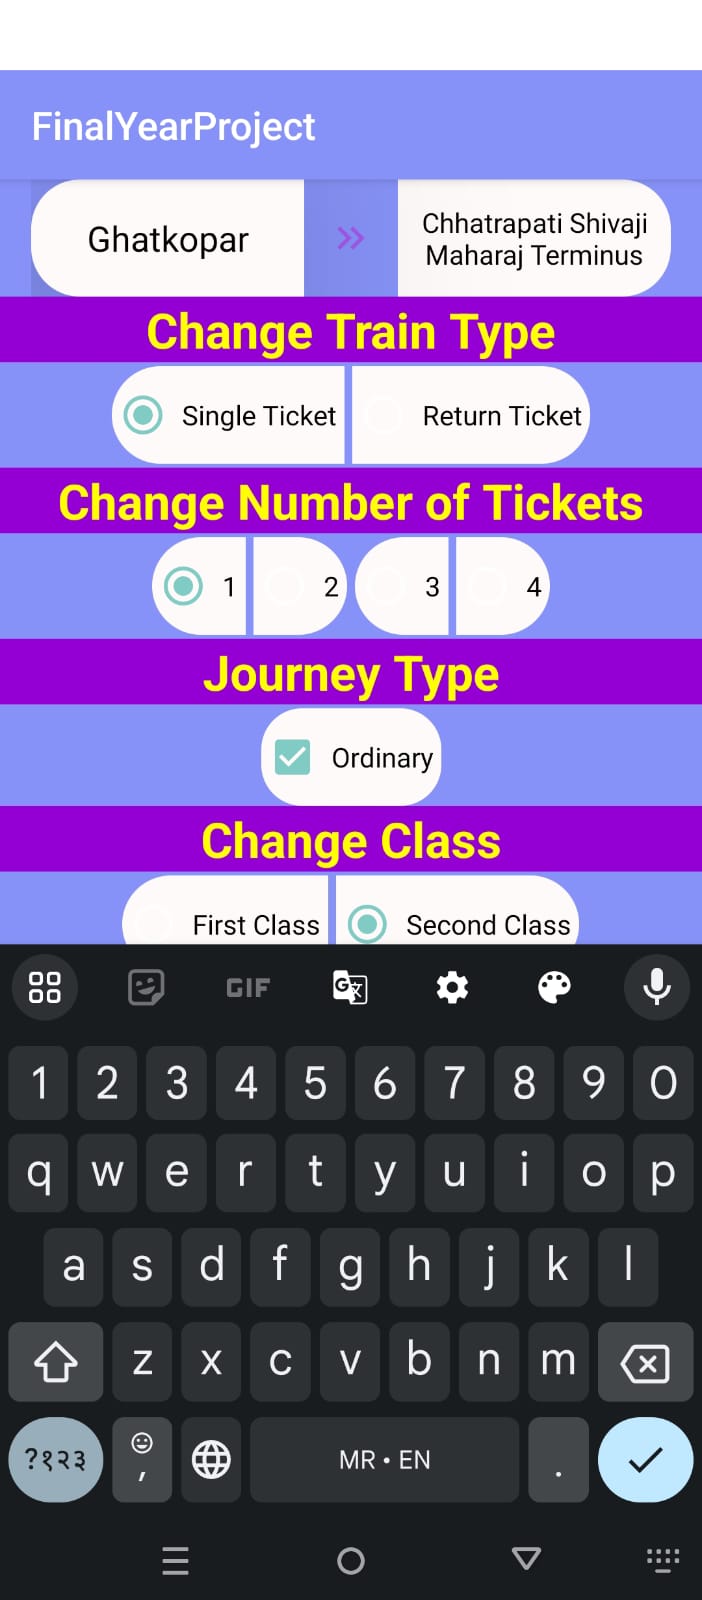 FinalYearProject
Ghatkopar
Chhatrapati Shivaji
Maharaj Terminus
Change Train Type
Single Ticket Return Ticket
Change Number of Tickets
1 2 3 4
Journey Type
Ordinary
Change Class
First Class Second Class
GIF
1 2 3 4 5 6 7 8 9 0
q w e r t y u i o p
a s d f g h j k l
z x c v b n m
?१२३ , MR • EN .